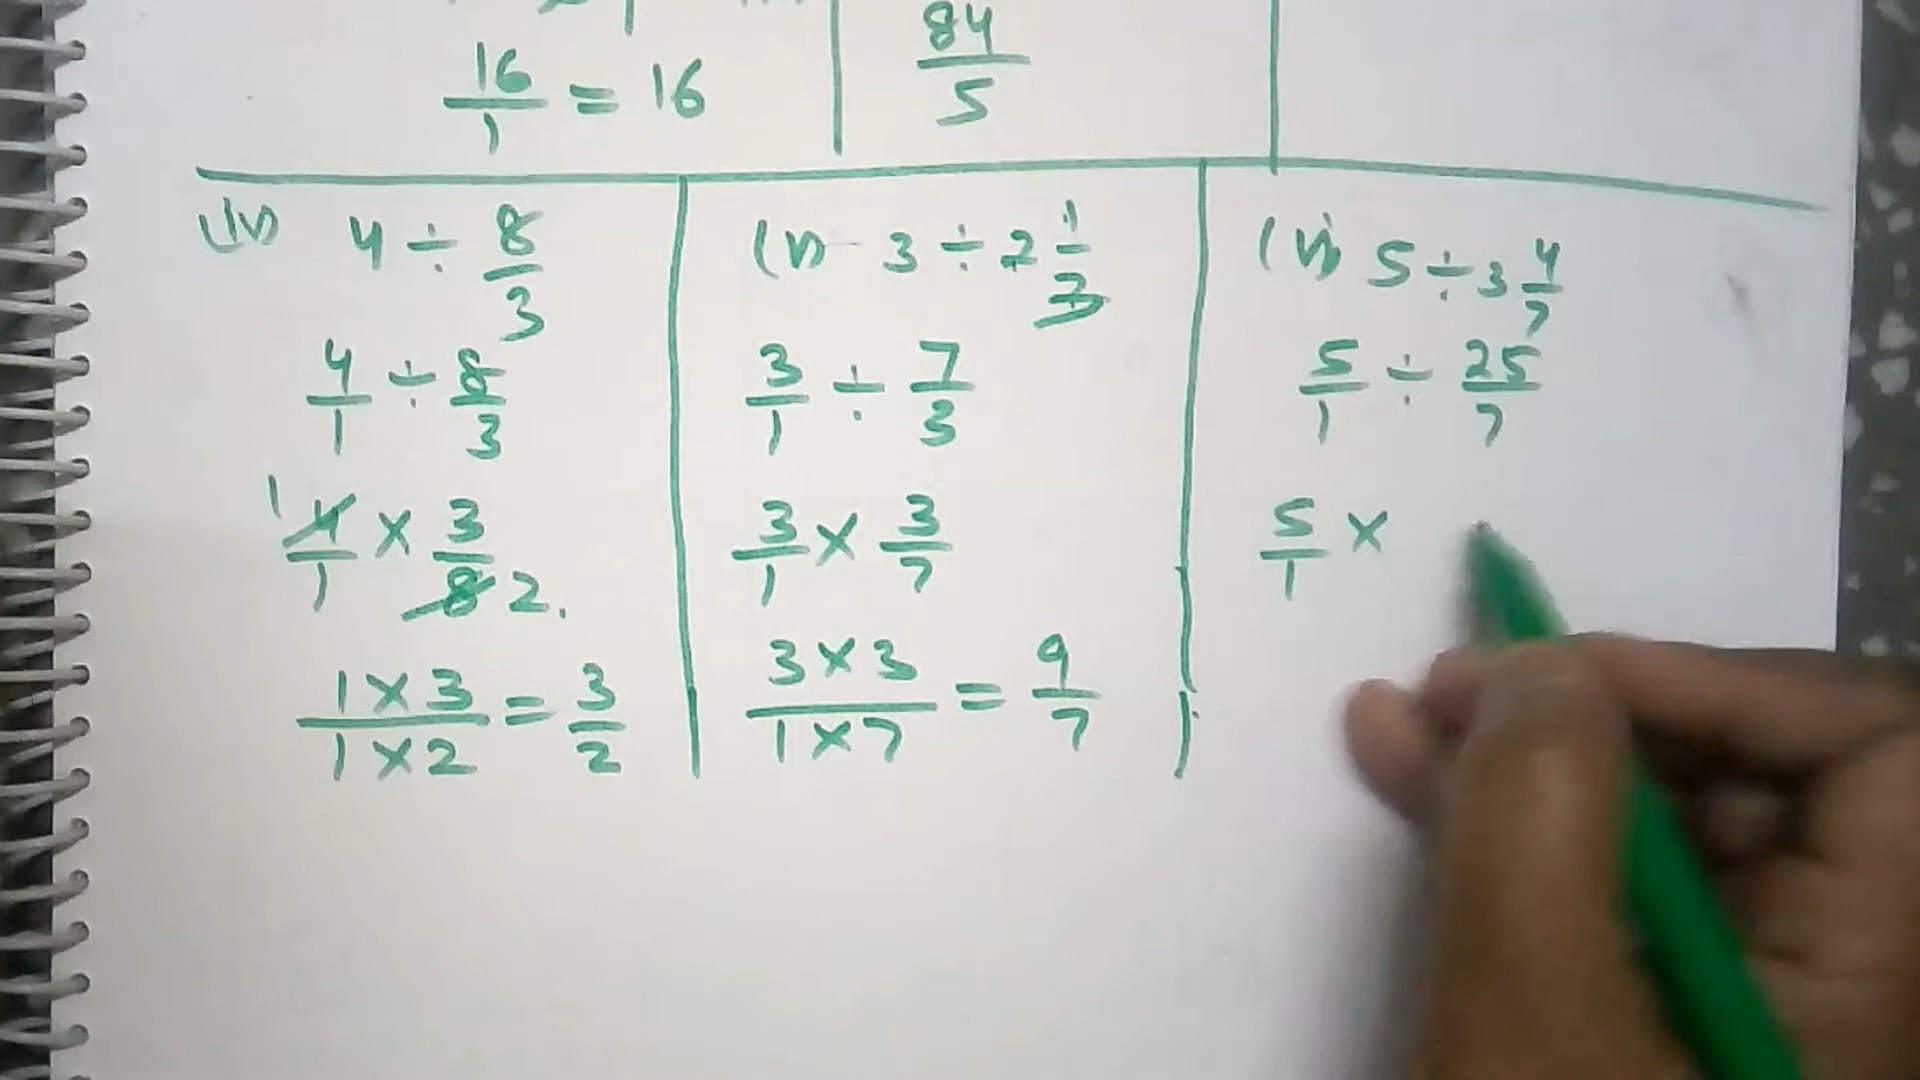 16/1 = 16
84/5
(iv) 4 ÷ 8/3
4/1 ÷ 8/3
1 4/1 × 3/8 2.
(1×3)/(1×2) = 3/2
(v) 3 ÷ 2 1/3
3/1 ÷ 7/3
3/1 × 3/7
(3×3)/(1×7) = 9/7
(vi) 5 ÷ 3 4/7
5/1 ÷ 25/7
5/1 ×